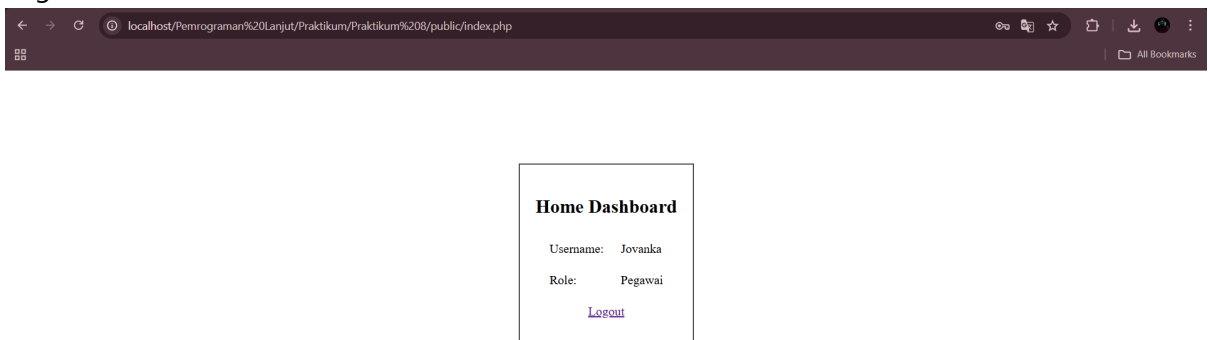 localhost/Pemrograman%20Lanjut/Praktikum/Praktikum%208/public/index.php
All Bookmarks
Home Dashboard
Username: Jovanka
Role: Pegawai
Logout